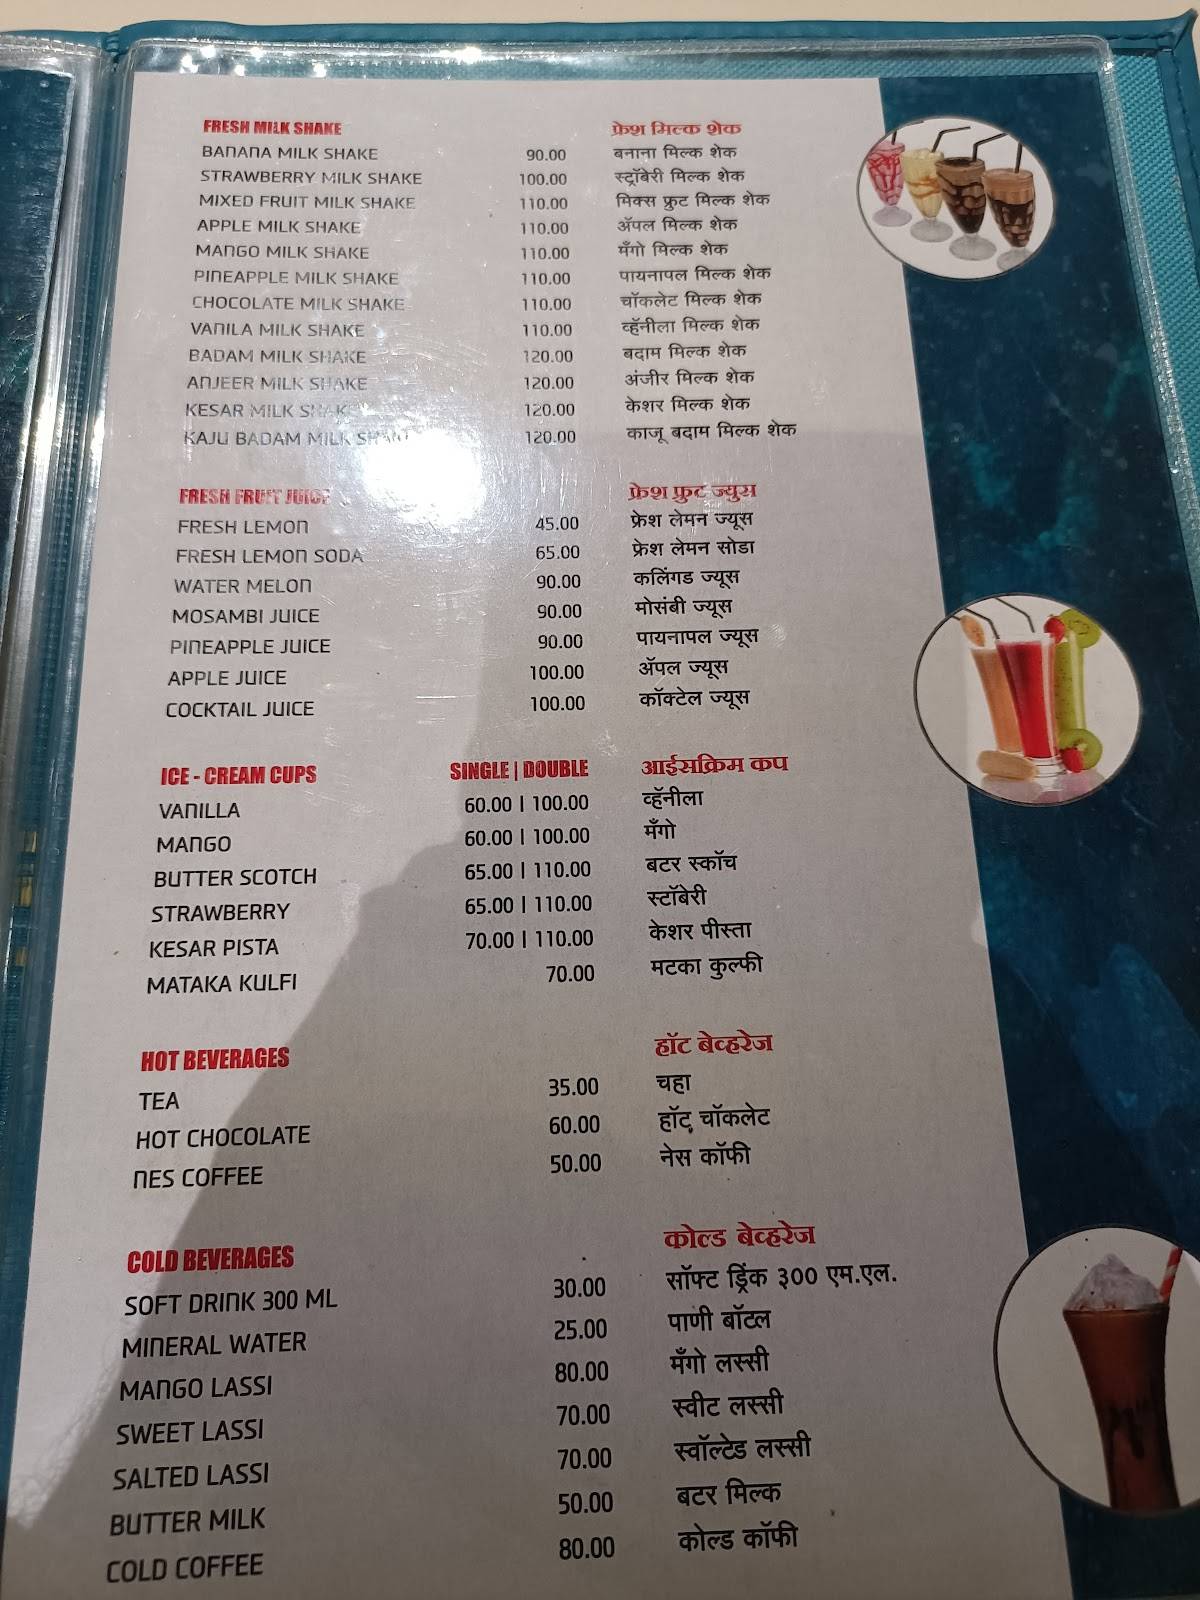 FRESH MILK SHAKE फ्रेश मिल्क शेक
BANANA MILK SHAKE 90.00 बनाना मिल्क शेक
STRAWBERRY MILK SHAKE 100.00 स्ट्रॉबेरी मिल्क शेक
MIXED FRUIT MILK SHAKE 110.00 मिक्स फ्रुट मिल्क शेक
APPLE MILK SHAKE 110.00 ॲपल मिल्क शेक
MANGO MILK SHAKE 110.00 मँगो मिल्क शेक
PINEAPPLE MILK SHAKE 110.00 पायनापल मिल्क शेक
CHOCOLATE MILK SHAKE 110.00 चॉकलेट मिल्क शेक
VANILA MILK SHAKE 110.00 व्हॅनीला मिल्क शेक
BADAM MILK SHAKE 120.00 बदाम मिल्क शेक
ANJEER MILK SHAKE 120.00 अंजीर मिल्क शेक
KESAR MILK SHAKE 120.00 केशर मिल्क शेक
KAJU BADAM MILK SHAKE 120.00 काजू बदाम मिल्क शेक
FRESH FRUIT JUICE फ्रेश फ्रुट ज्युस
FRESH LEMON 45.00 फ्रेश लेमन ज्यूस
FRESH LEMON SODA 65.00 फ्रेश लेमन सोडा
WATER MELON 90.00 कलिंगड ज्यूस
MOSAMBI JUICE 90.00 मोसंबी ज्यूस
PINEAPPLE JUICE 90.00 पायनापल ज्यूस
APPLE JUICE 100.00 ॲपल ज्यूस
COCKTAIL JUICE 100.00 कॉक्टेल ज्यूस
ICE - CREAM CUPS SINGLE | DOUBLE आईसक्रिम कप
VANILLA 60.00 | 100.00 व्हॅनीला
MANGO 60.00 | 100.00 मँगो
BUTTER SCOTCH 65.00 | 110.00 बटर स्कॉच
STRAWBERRY 65.00 | 110.00 स्टॉबेरी
KESAR PISTA 70.00 | 110.00 केशर पीस्ता
MATAKA KULFI 70.00 मटका कुल्फी
HOT BEVERAGES हॉट बेव्हरेज
TEA 35.00 चहा
HOT CHOCOLATE 60.00 हॉट् चॉकलेट
NES COFFEE 50.00 नेस कॉफी
COLD BEVERAGES कोल्ड बेव्हरेज
SOFT DRINK 300 ML 30.00 सॉफ्ट ड्रिंक ३०० एम.एल.
MINERAL WATER 25.00 पाणी बॉटल
MANGO LASSI 80.00 मँगो लस्सी
SWEET LASSI 70.00 स्वीट लस्सी
SALTED LASSI 70.00 स्वॉल्टेड लस्सी
BUTTER MILK 50.00 बटर मिल्क
COLD COFFEE 80.00 कोल्ड कॉफी